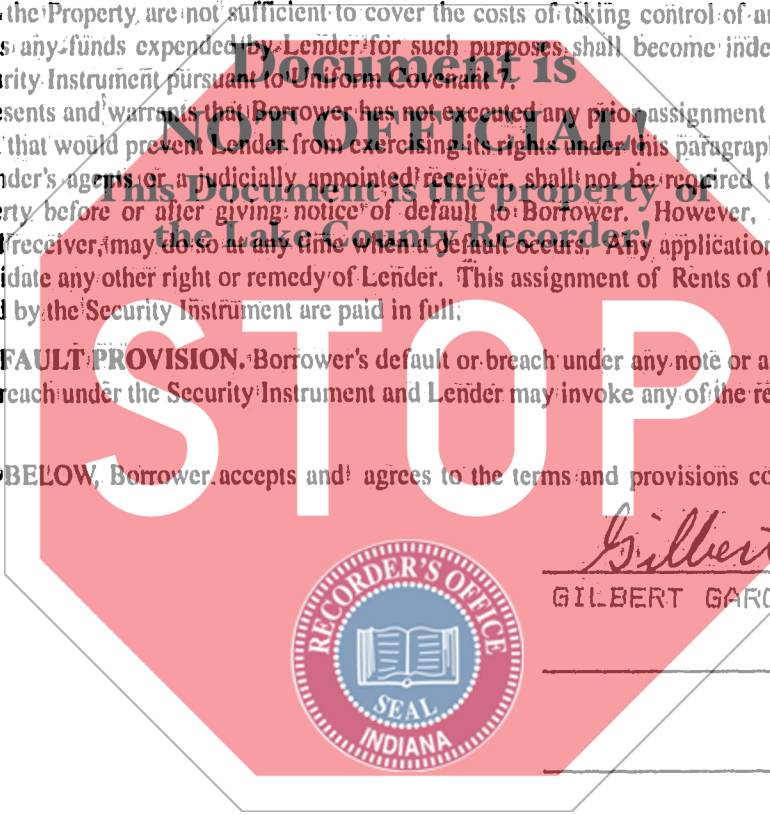 the Property are not sufficient to cover the costs of taking control of
any funds expended by Lender for such purposes shall become
rity Instrument pursuant to Uniform Covenant 7.
Document is
sents and warrants that Borrower has not executed any prior assignment
NOT OFFICIAL!
that would prevent Lender from exercising its rights under this paragraph
nder's agents or a judicially appointed receiver, shall not be required t
This Document is the property of
erty before or after giving notice of default to Borrower. However,
the Lake County Recorder!
receiver, may do so at any time when a default occurs. Any application
idate any other right or remedy of Lender. This assignment of Rents of t
by the Security Instrument are paid in full.
FAULT PROVISION. Borrower's default or breach under any note or a
reach under the Security Instrument and Lender may invoke any of the re
STOP
BELOW, Borrower accepts and agrees to the terms and provisions co
Gilbert
GILBERT GARC
RECORDER'S OFFICE
SEAL
INDIANA